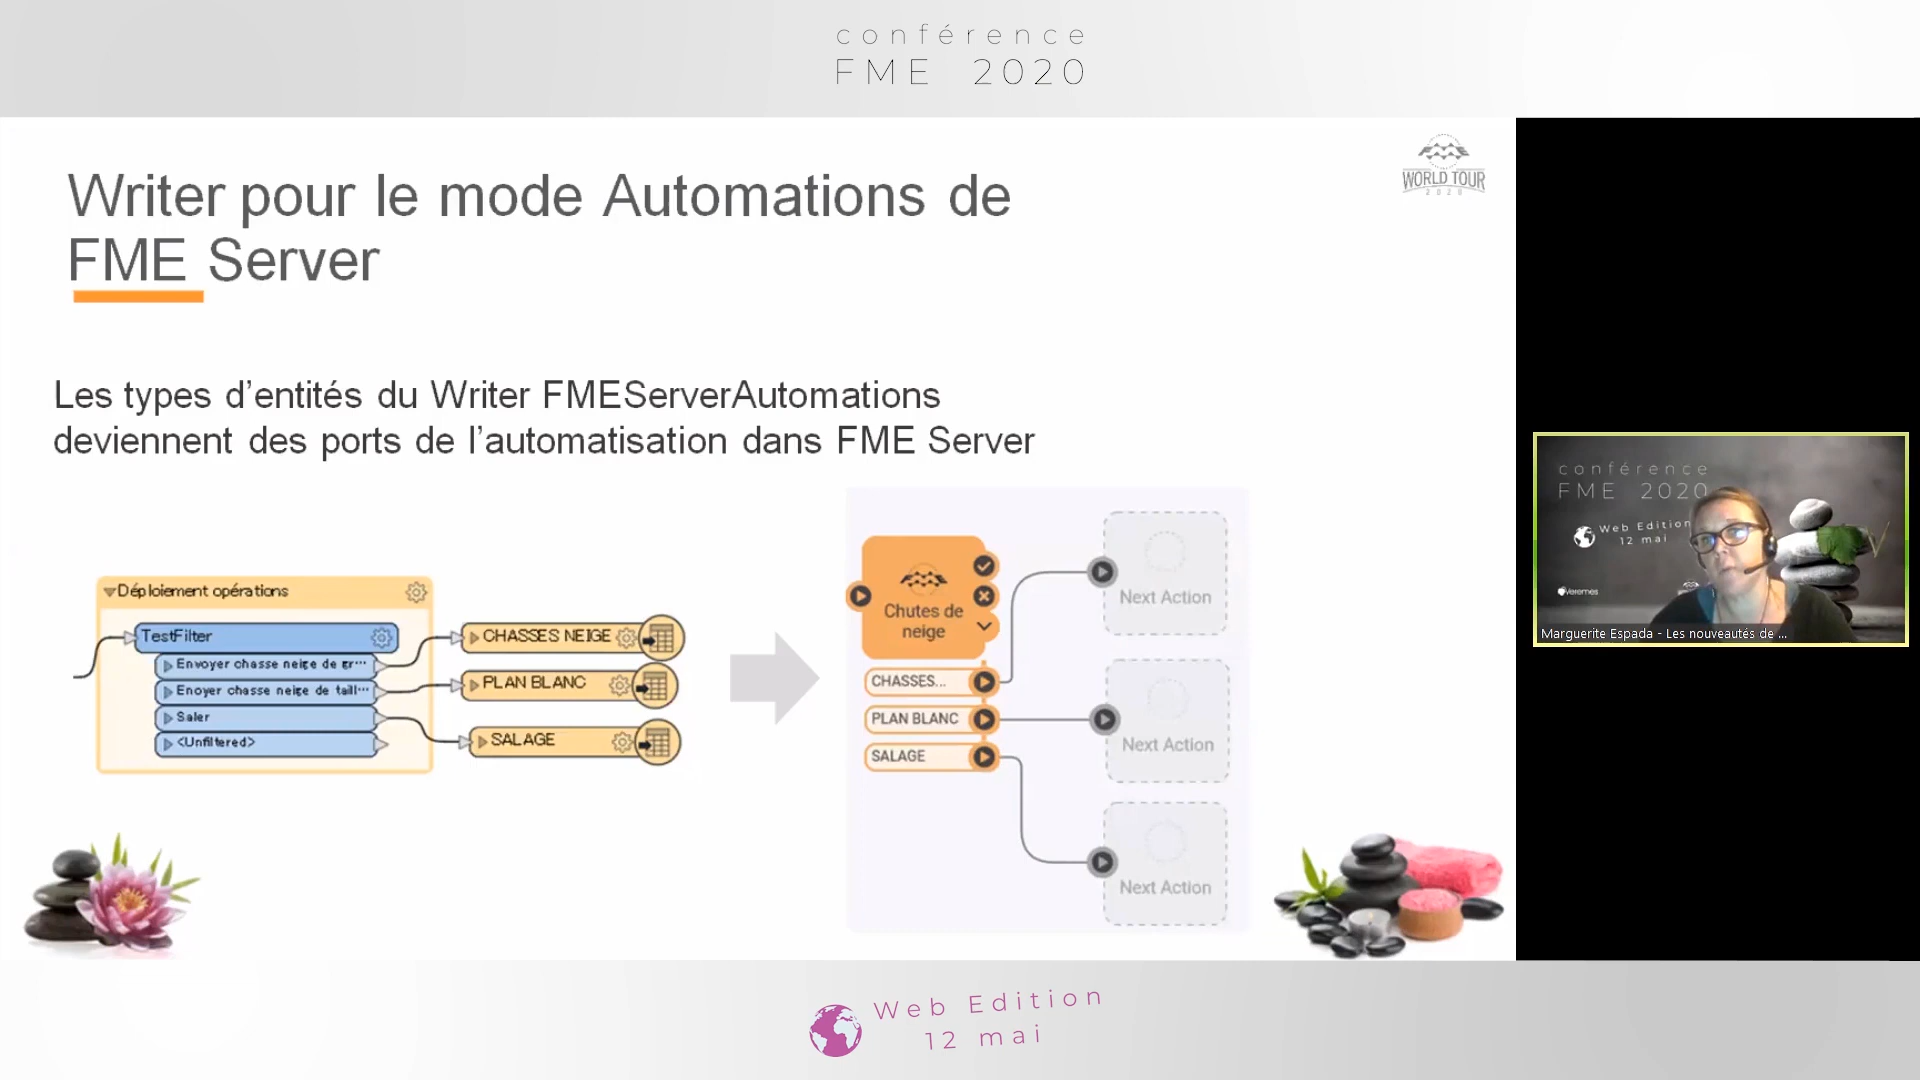 conférence
FME 2020
WORLD TOUR
2020
Writer pour le mode Automations de
FME Server
Les types d’entités du Writer FMEServerAutomations
deviennent des ports de l’automatisation dans FME Server
Déploiement opérations
TestFilter
Envoyer chasse neige de gr...
Enoyer chasse neige de taill...
Saler
<Unfiltered>
CHASSES NEIGE
PLAN BLANC
SALAGE
Chutes de
neige
CHASSES...
PLAN BLANC
SALAGE
Next Action
Next Action
Next Action
conférence
FME 2020
Web Edition
12 mai
Veremes
Marguerite Espada - Les nouveautés de ...
Web Edition
12 mai